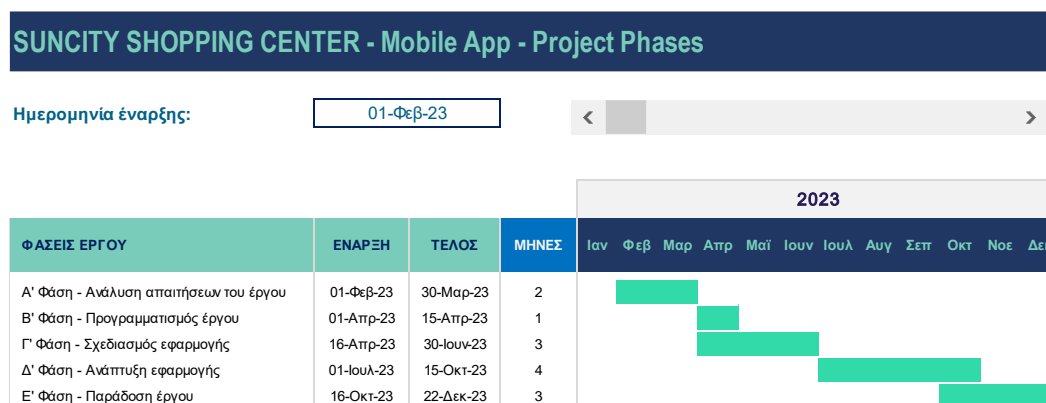 SUNCITY SHOPPING CENTER - Mobile App - Project Phases
Ημερομηνία έναρξης: 01-Φεβ-23
2023
ΦΑΣΕΙΣ ΕΡΓΟΥ ΕΝΑΡΞΗ ΤΕΛΟΣ ΜΗΝΕΣ Ιαν Φεβ Μαρ Απρ Μαϊ Ιουν Ιουλ Αυγ Σεπ Οκτ Νοε
Α' Φάση - Ανάλυση απαιτήσεων του έργου 01-Φεβ-23 30-Μαρ-23 2
Β' Φάση - Προγραμματισμός έργου 01-Απρ-23 15-Απρ-23 1
Γ' Φάση - Σχεδιασμός εφαρμογής 16-Απρ-23 30-Ιουν-23 3
Δ' Φάση - Ανάπτυξη εφαρμογής 01-Ιουλ-23 15-Οκτ-23 4
Ε' Φάση - Παράδοση έργου 16-Οκτ-23 22-Δεκ-23 3